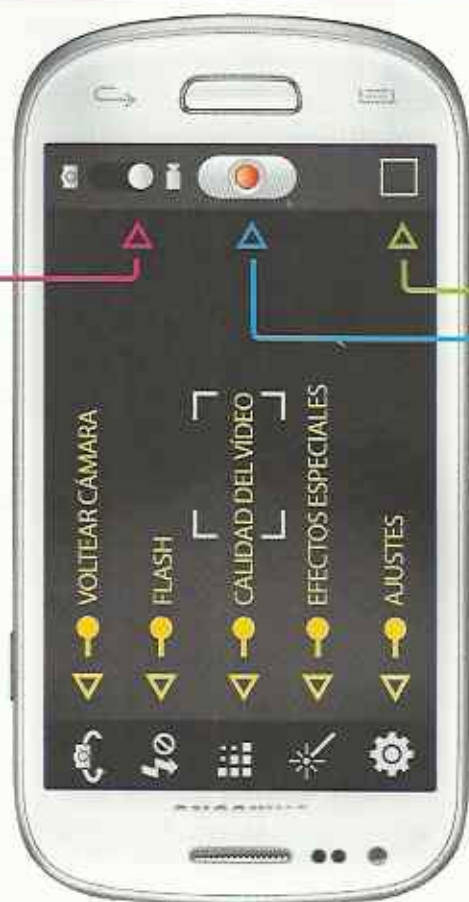 VOLTEAR CÁMARA
FLASH
CALIDAD DEL VÍDEO
EFECTOS ESPECIALES
AJUSTES